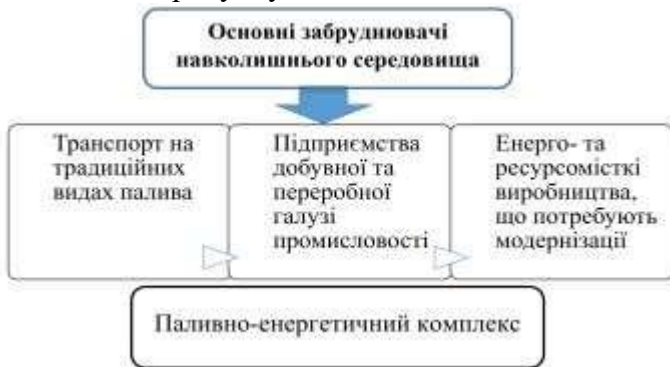 Основні забруднювачі
навколишнього середовища
Транспорт на
традиційних
видах палива
Підприємства
добувної та
переробної
галузі
промисловості
Енерго- та
ресурсомісткі
виробництва,
що потребують
модернізації
Паливно-енергетичний комплекс